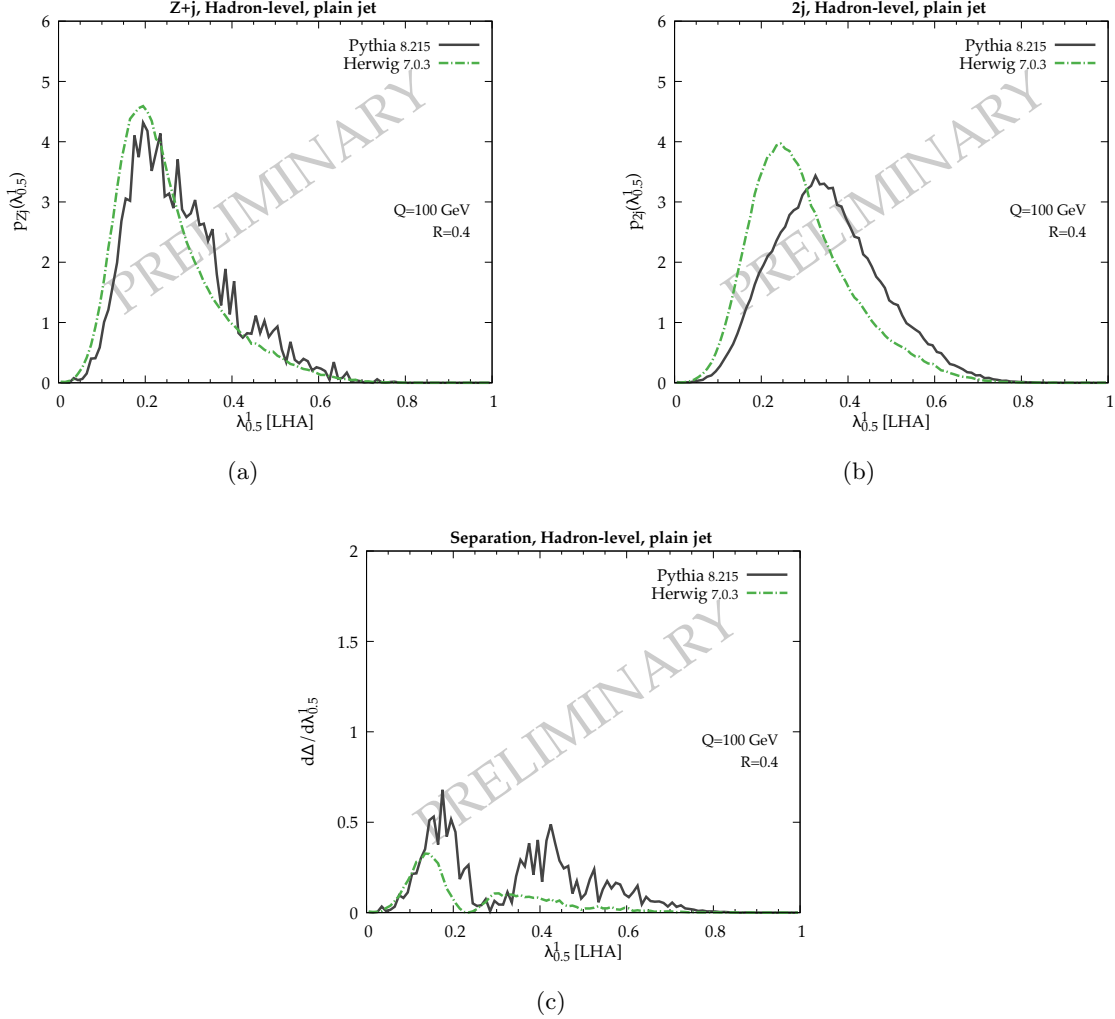 Z+j, Hadron-level, plain jet
6
5
4
3
2
1
0
p_Zj(λ^1_0.5)
Pythia 8.215
Herwig 7.0.3
PRELIMINARY
Q=100 GeV
R=0.4
0 0.2 0.4 0.6 0.8 1
λ^1_0.5 [LHA]
(a)
2j, Hadron-level, plain jet
6
5
4
3
2
1
0
p_2j(λ^1_0.5)
Pythia 8.215
Herwig 7.0.3
PRELIMINARY
Q=100 GeV
R=0.4
0 0.2 0.4 0.6 0.8 1
λ^1_0.5 [LHA]
(b)
Separation, Hadron-level, plain jet
2
1.5
1
0.5
0
dΔ/dλ^1_0.5
Pythia 8.215
Herwig 7.0.3
PRELIMINARY
Q=100 GeV
R=0.4
0 0.2 0.4 0.6 0.8 1
λ^1_0.5 [LHA]
(c)